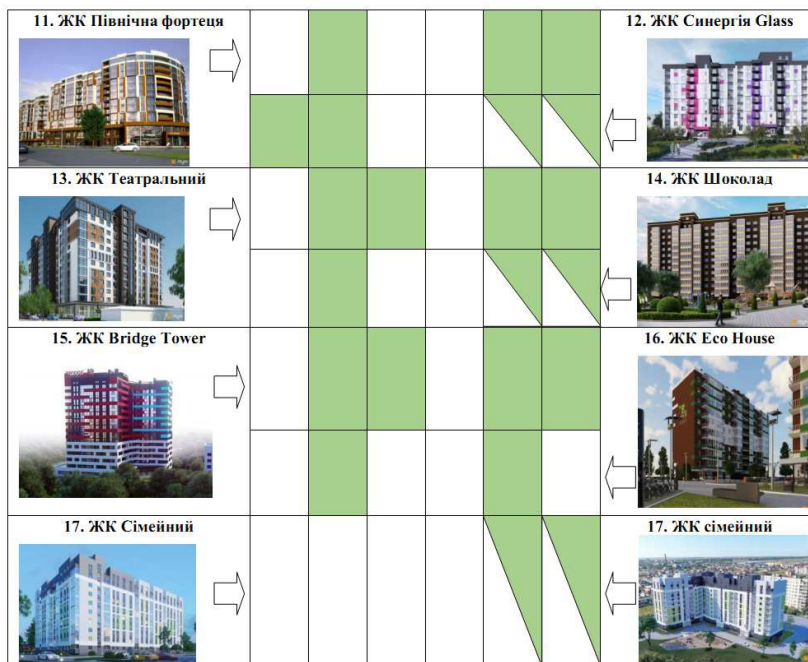 11. ЖК Північна фортеця
12. ЖК Синергія Glass
13. ЖК Театральний
14. ЖК Шоколад
15. ЖК Bridge Tower
16. ЖК Eco House
17. ЖК Сімейний
17. ЖК сімейний